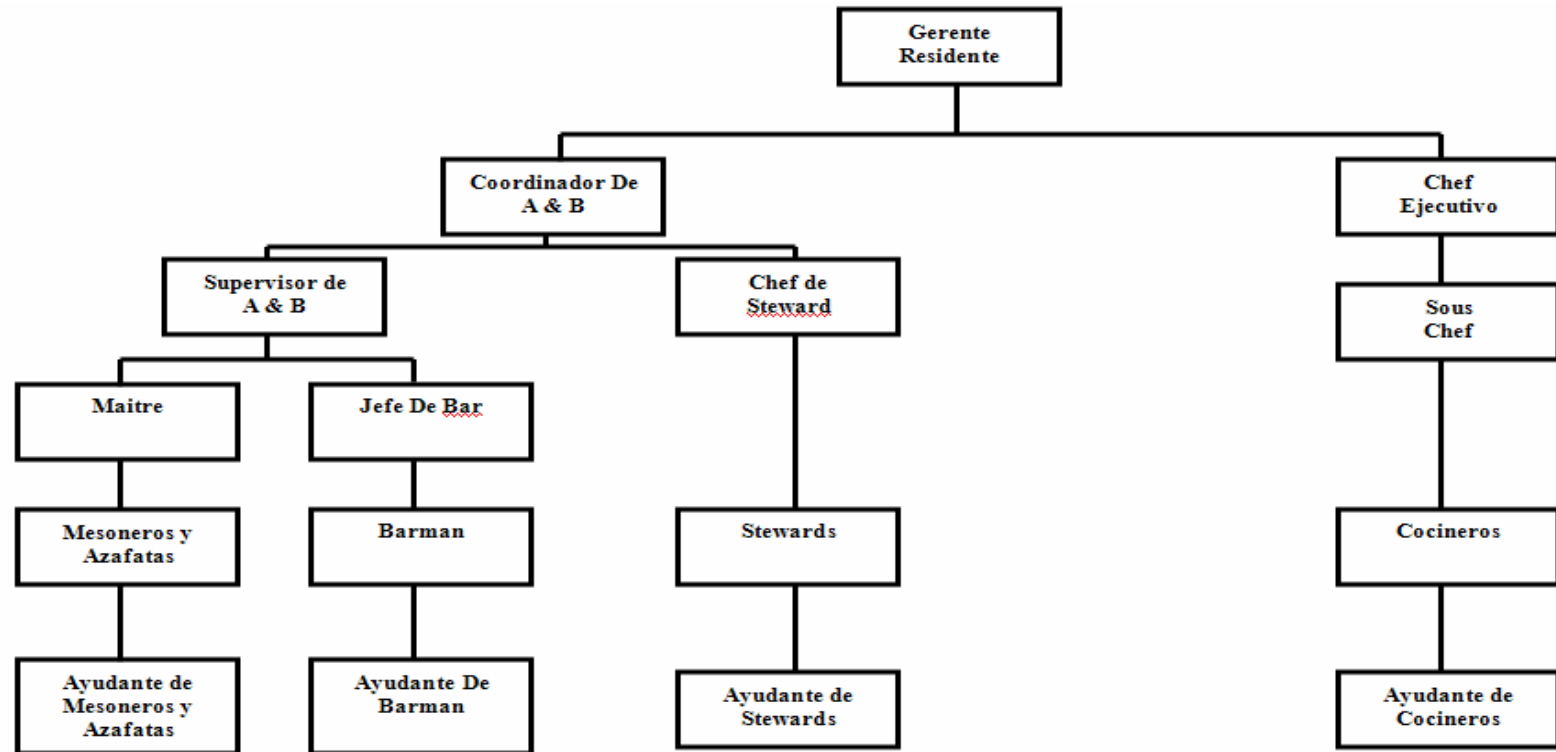 Gerente
Residente
Coordinador De
A & B
Chef
Ejecutivo
Supervisor de
A & B
Chef de
Steward
Sous
Chef
Maitre
Jefe De Bar
Mesoneros y
Azafatas
Barman
Stewards
Cocineros
Ayudante de
Mesoneros y
Azafatas
Ayudante De
Barman
Ayudante de
Stewards
Ayudante de
Cocineros